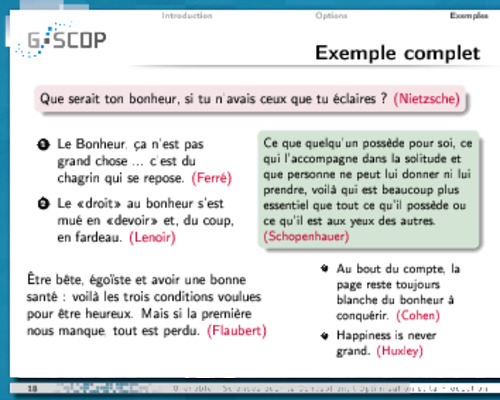 Introduction
Options
Exemples
G-SCOP
Exemple complet
Que serait ton bonheur, si tu n'avais ceux que tu éclaires ? (Nietzsche)
1 Le Bonheur, ça n'est pas
grand chose ... c'est du
chagrin qui se repose. (Ferré)
2 Le «droit» au bonheur s'est
mué en «devoir» et, du coup,
en fardeau. (Lenoir)
Ce que quelqu'un possède pour soi, ce
qui l'accompagne dans la solitude et
que personne ne peut lui donner ni lui
prendre, voilà qui est beaucoup plus
essentiel que tout ce qu'il possède ou
ce qu'il est aux yeux des autres.
(Schopenhauer)
Être bête, égoïste et avoir une bonne
santé : voilà les trois conditions voulues
pour être heureux. Mais si la première
nous manque, tout est perdu. (Flaubert)
Au bout du compte, la
page reste toujours
blanche du bonheur à
conquérir. (Cohen)
Happiness is never
grand. (Huxley)
18